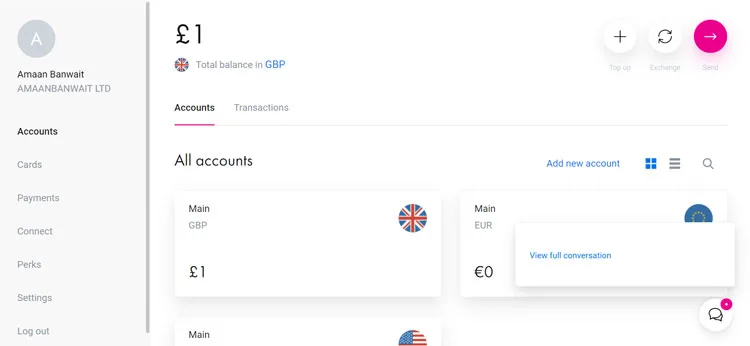 A
Amaan Banwait
AMAANBANWAIT LTD
Accounts
Cards
Payments
Connect
Perks
Settings
Log out
£1
Total balance in GBP
Top up
Exchange
Send
Accounts
Transactions
All accounts
Add new account
Main
GBP
£1
Main
EUR
€0
View full conversation
Main